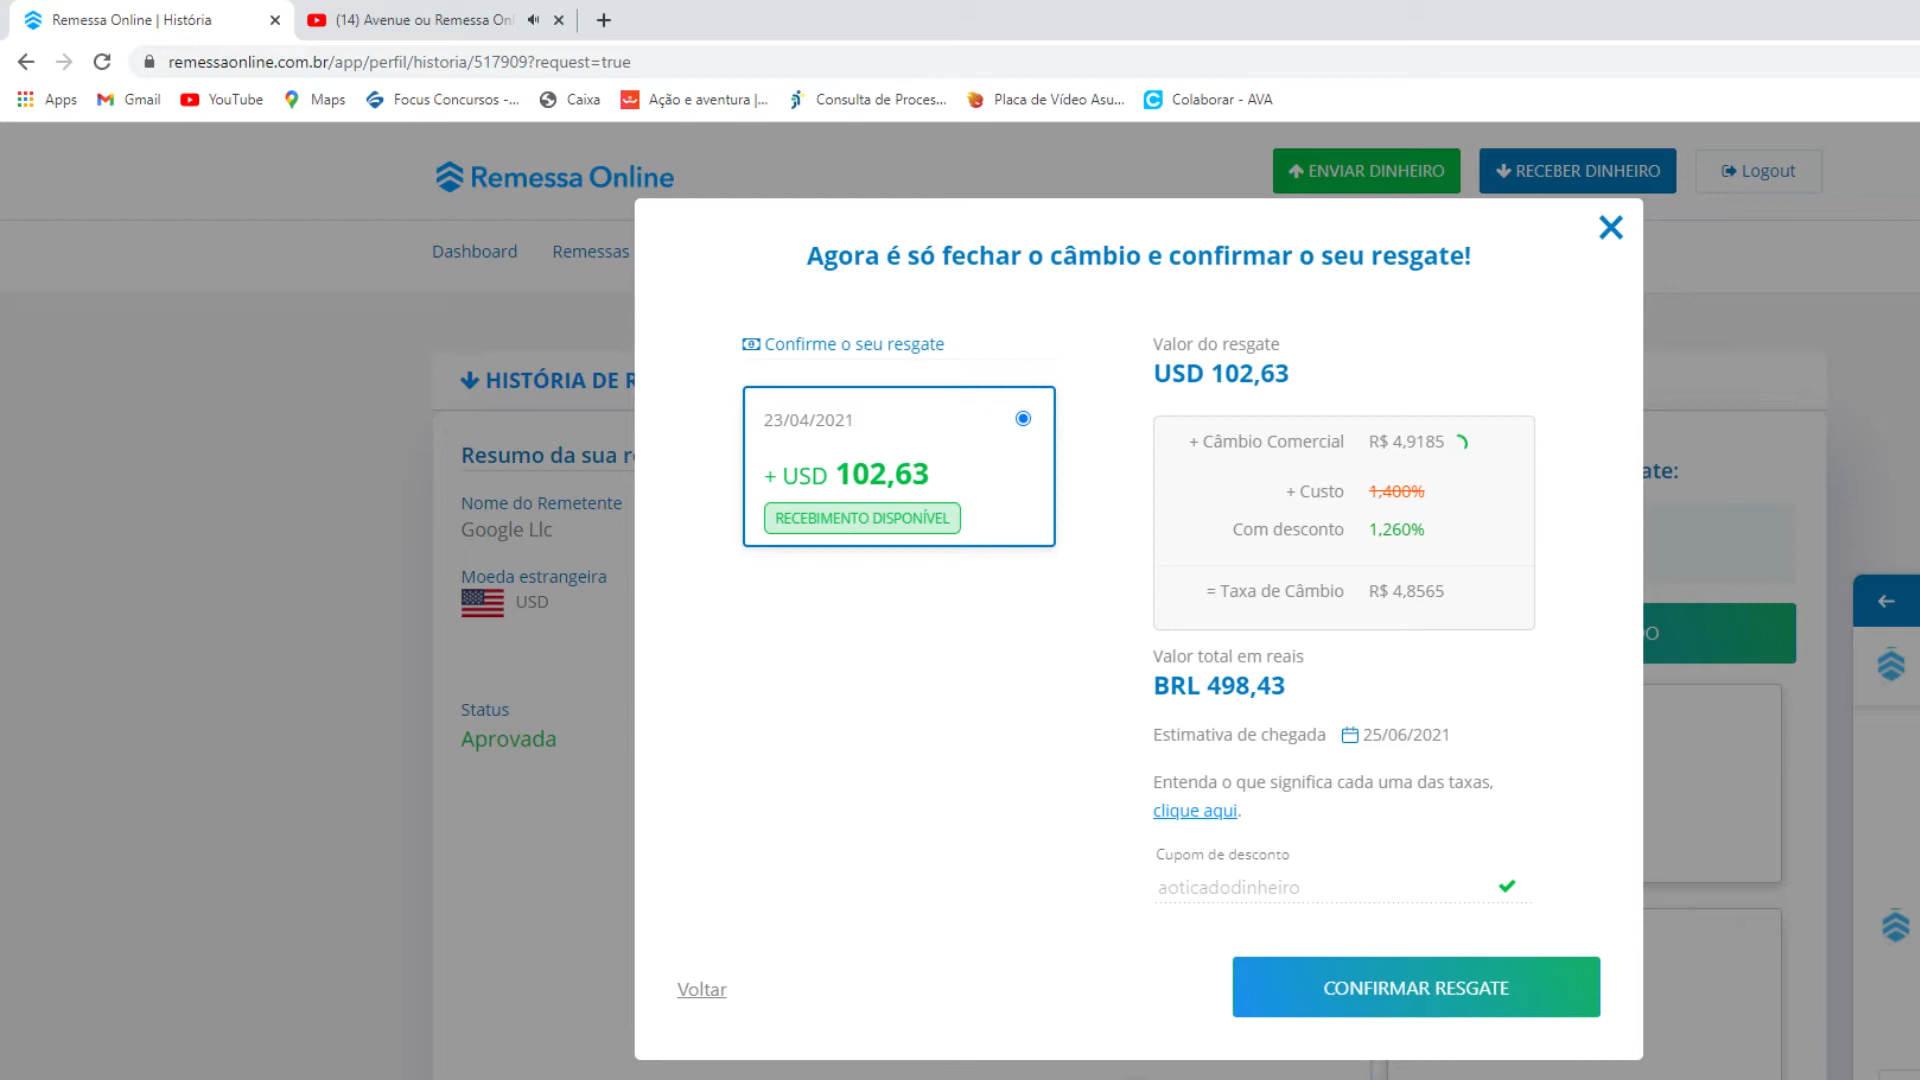 Remessa Online | História
(14) Avenue ou Remessa Onl
remessaonline.com.br/app/perfil/historia/517909?request=true
Apps
Gmail
YouTube
Maps
Focus Concursos -...
Caixa
Ação e aventura |...
Consulta de Proces...
Placa de Vídeo Asu...
Colaborar - AVA
Remessa Online
ENVIAR DINHEIRO
RECEBER DINHEIRO
Logout
Dashboard
Remessas
Agora é só fechar o câmbio e confirmar o seu resgate!
HISTÓRIA DE R
Resumo da sua r
Nome do Remetente
Google Llc
Moeda estrangeira
USD
Status
Aprovada
Confirme o seu resgate
23/04/2021
+ USD 102,63
RECEBIMENTO DISPONÍVEL
Valor do resgate
USD 102,63
+ Câmbio Comercial R$ 4,9185
+ Custo 1,400%
Com desconto 1,260%
= Taxa de Câmbio R$ 4,8565
Valor total em reais
BRL 498,43
Estimativa de chegada 25/06/2021
Entenda o que significa cada uma das taxas,
clique aqui.
Cupom de desconto
aoticadodinheiro
Voltar
CONFIRMAR RESGATE
ate:
O